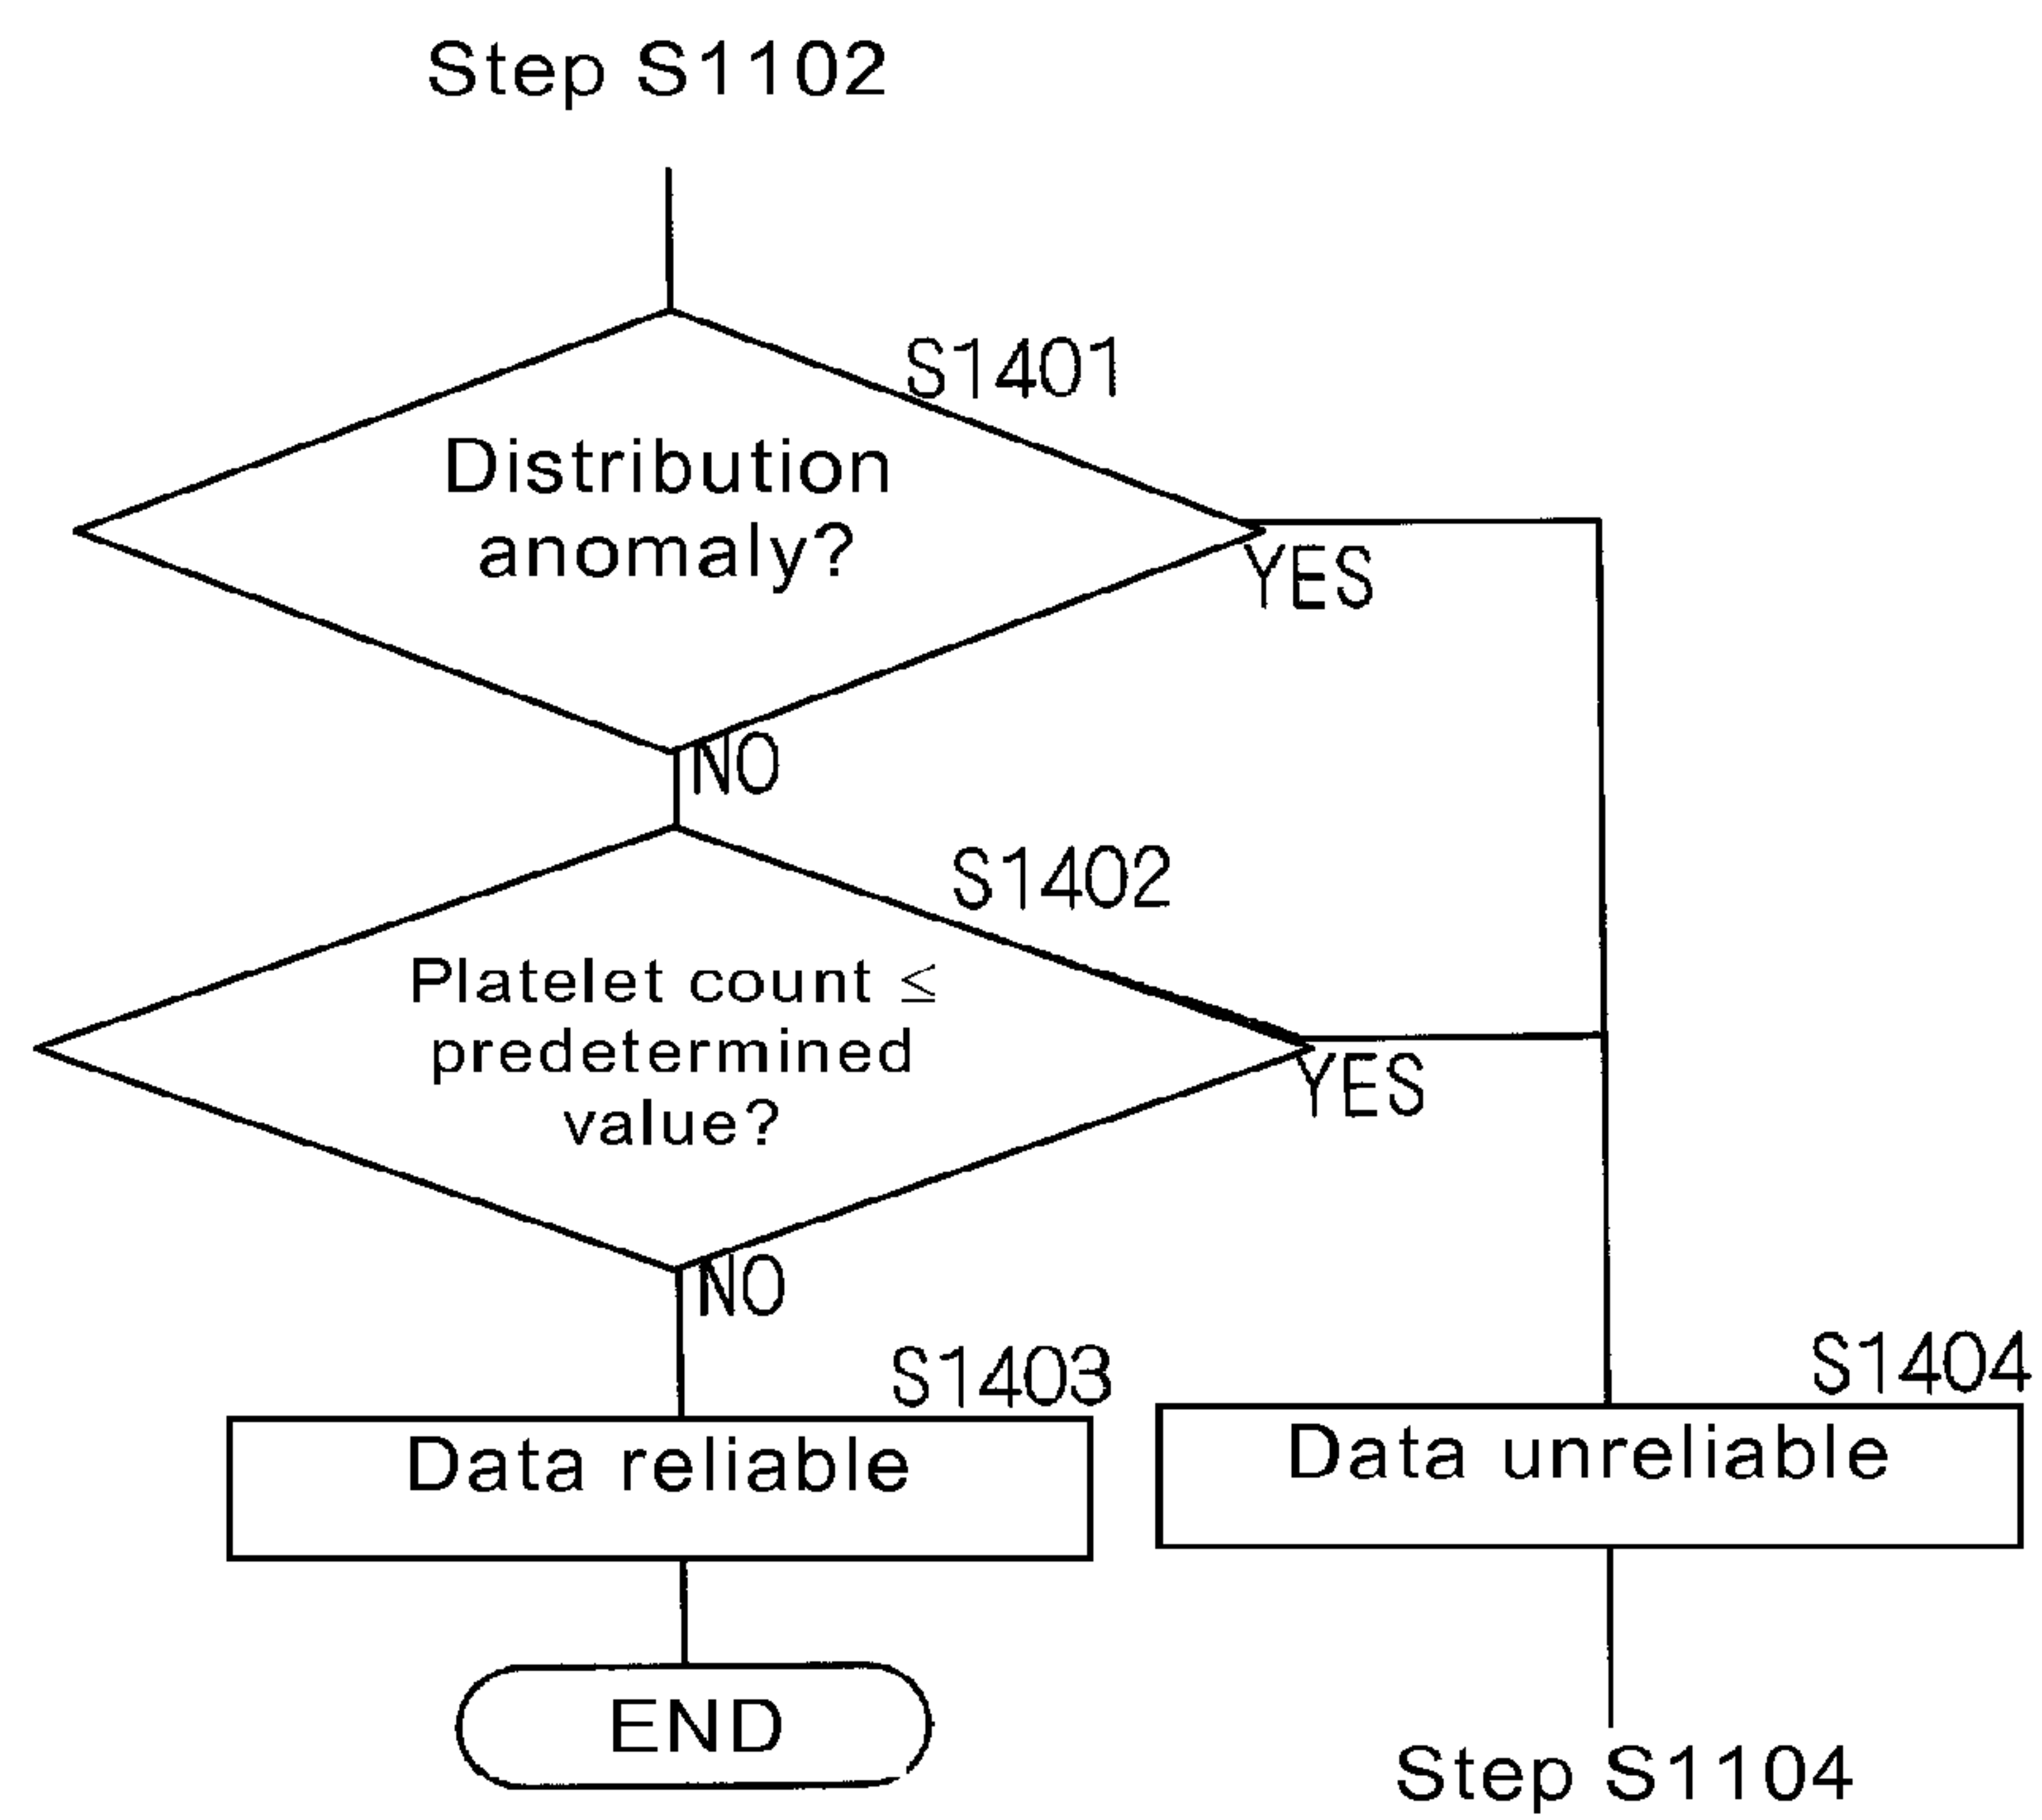 Step S1102
S1401
Distribution
anomaly?
YES
NO
S1402
Platelet count ≤
predetermined
value?
YES
NO
S1403
Data reliable
S1404
Data unreliable
END
Step S1104